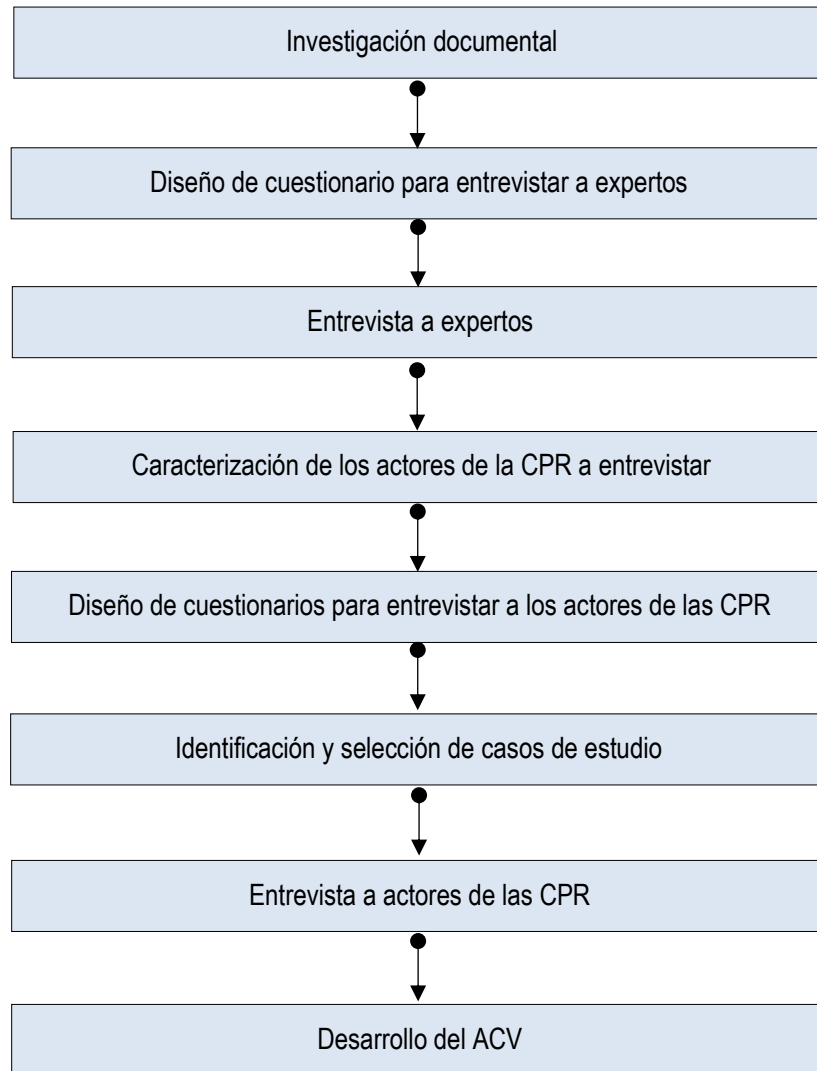 Investigación documental
Diseño de cuestionario para entrevistar a expertos
Entrevista a expertos
Caracterización de los actores de la CPR a entrevistar
Diseño de cuestionarios para entrevistar a los actores de las CPR
Identificación y selección de casos de estudio
Entrevista a actores de las CPR
Desarrollo del ACV